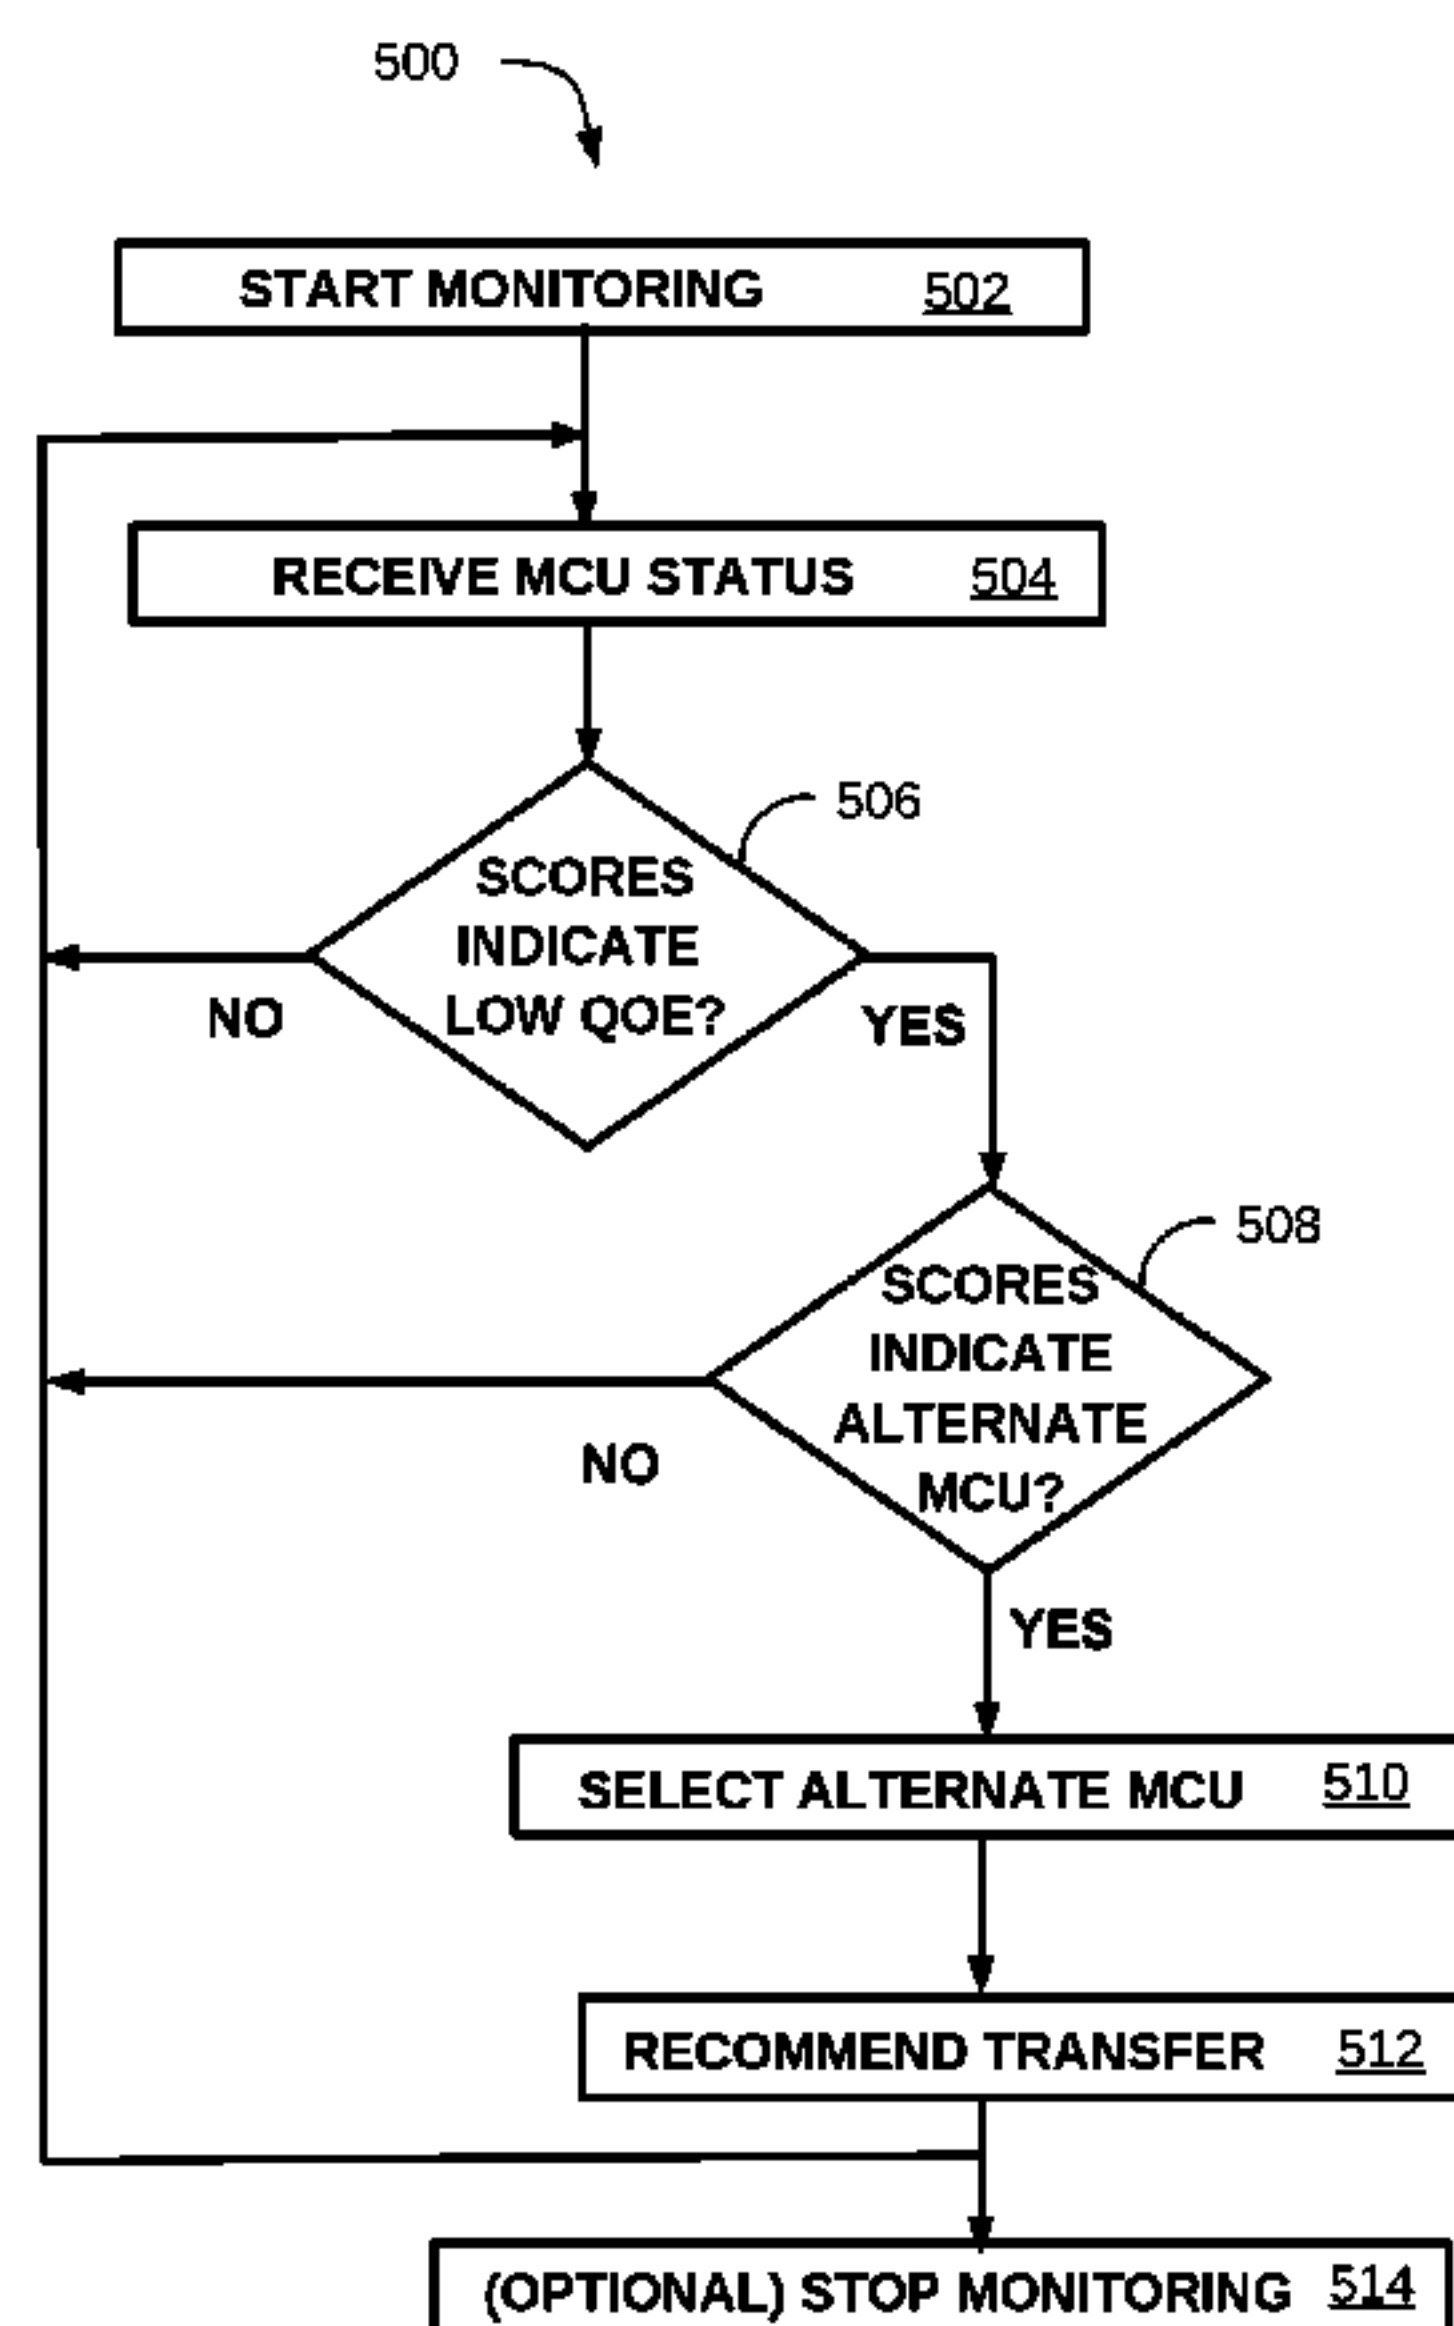 500
START MONITORING 502
RECEIVE MCU STATUS 504
506
SCORES
INDICATE
LOW QOE?
NO
YES
508
SCORES
INDICATE
ALTERNATE
MCU?
NO
YES
SELECT ALTERNATE MCU 510
RECOMMEND TRANSFER 512
(OPTIONAL) STOP MONITORING 514